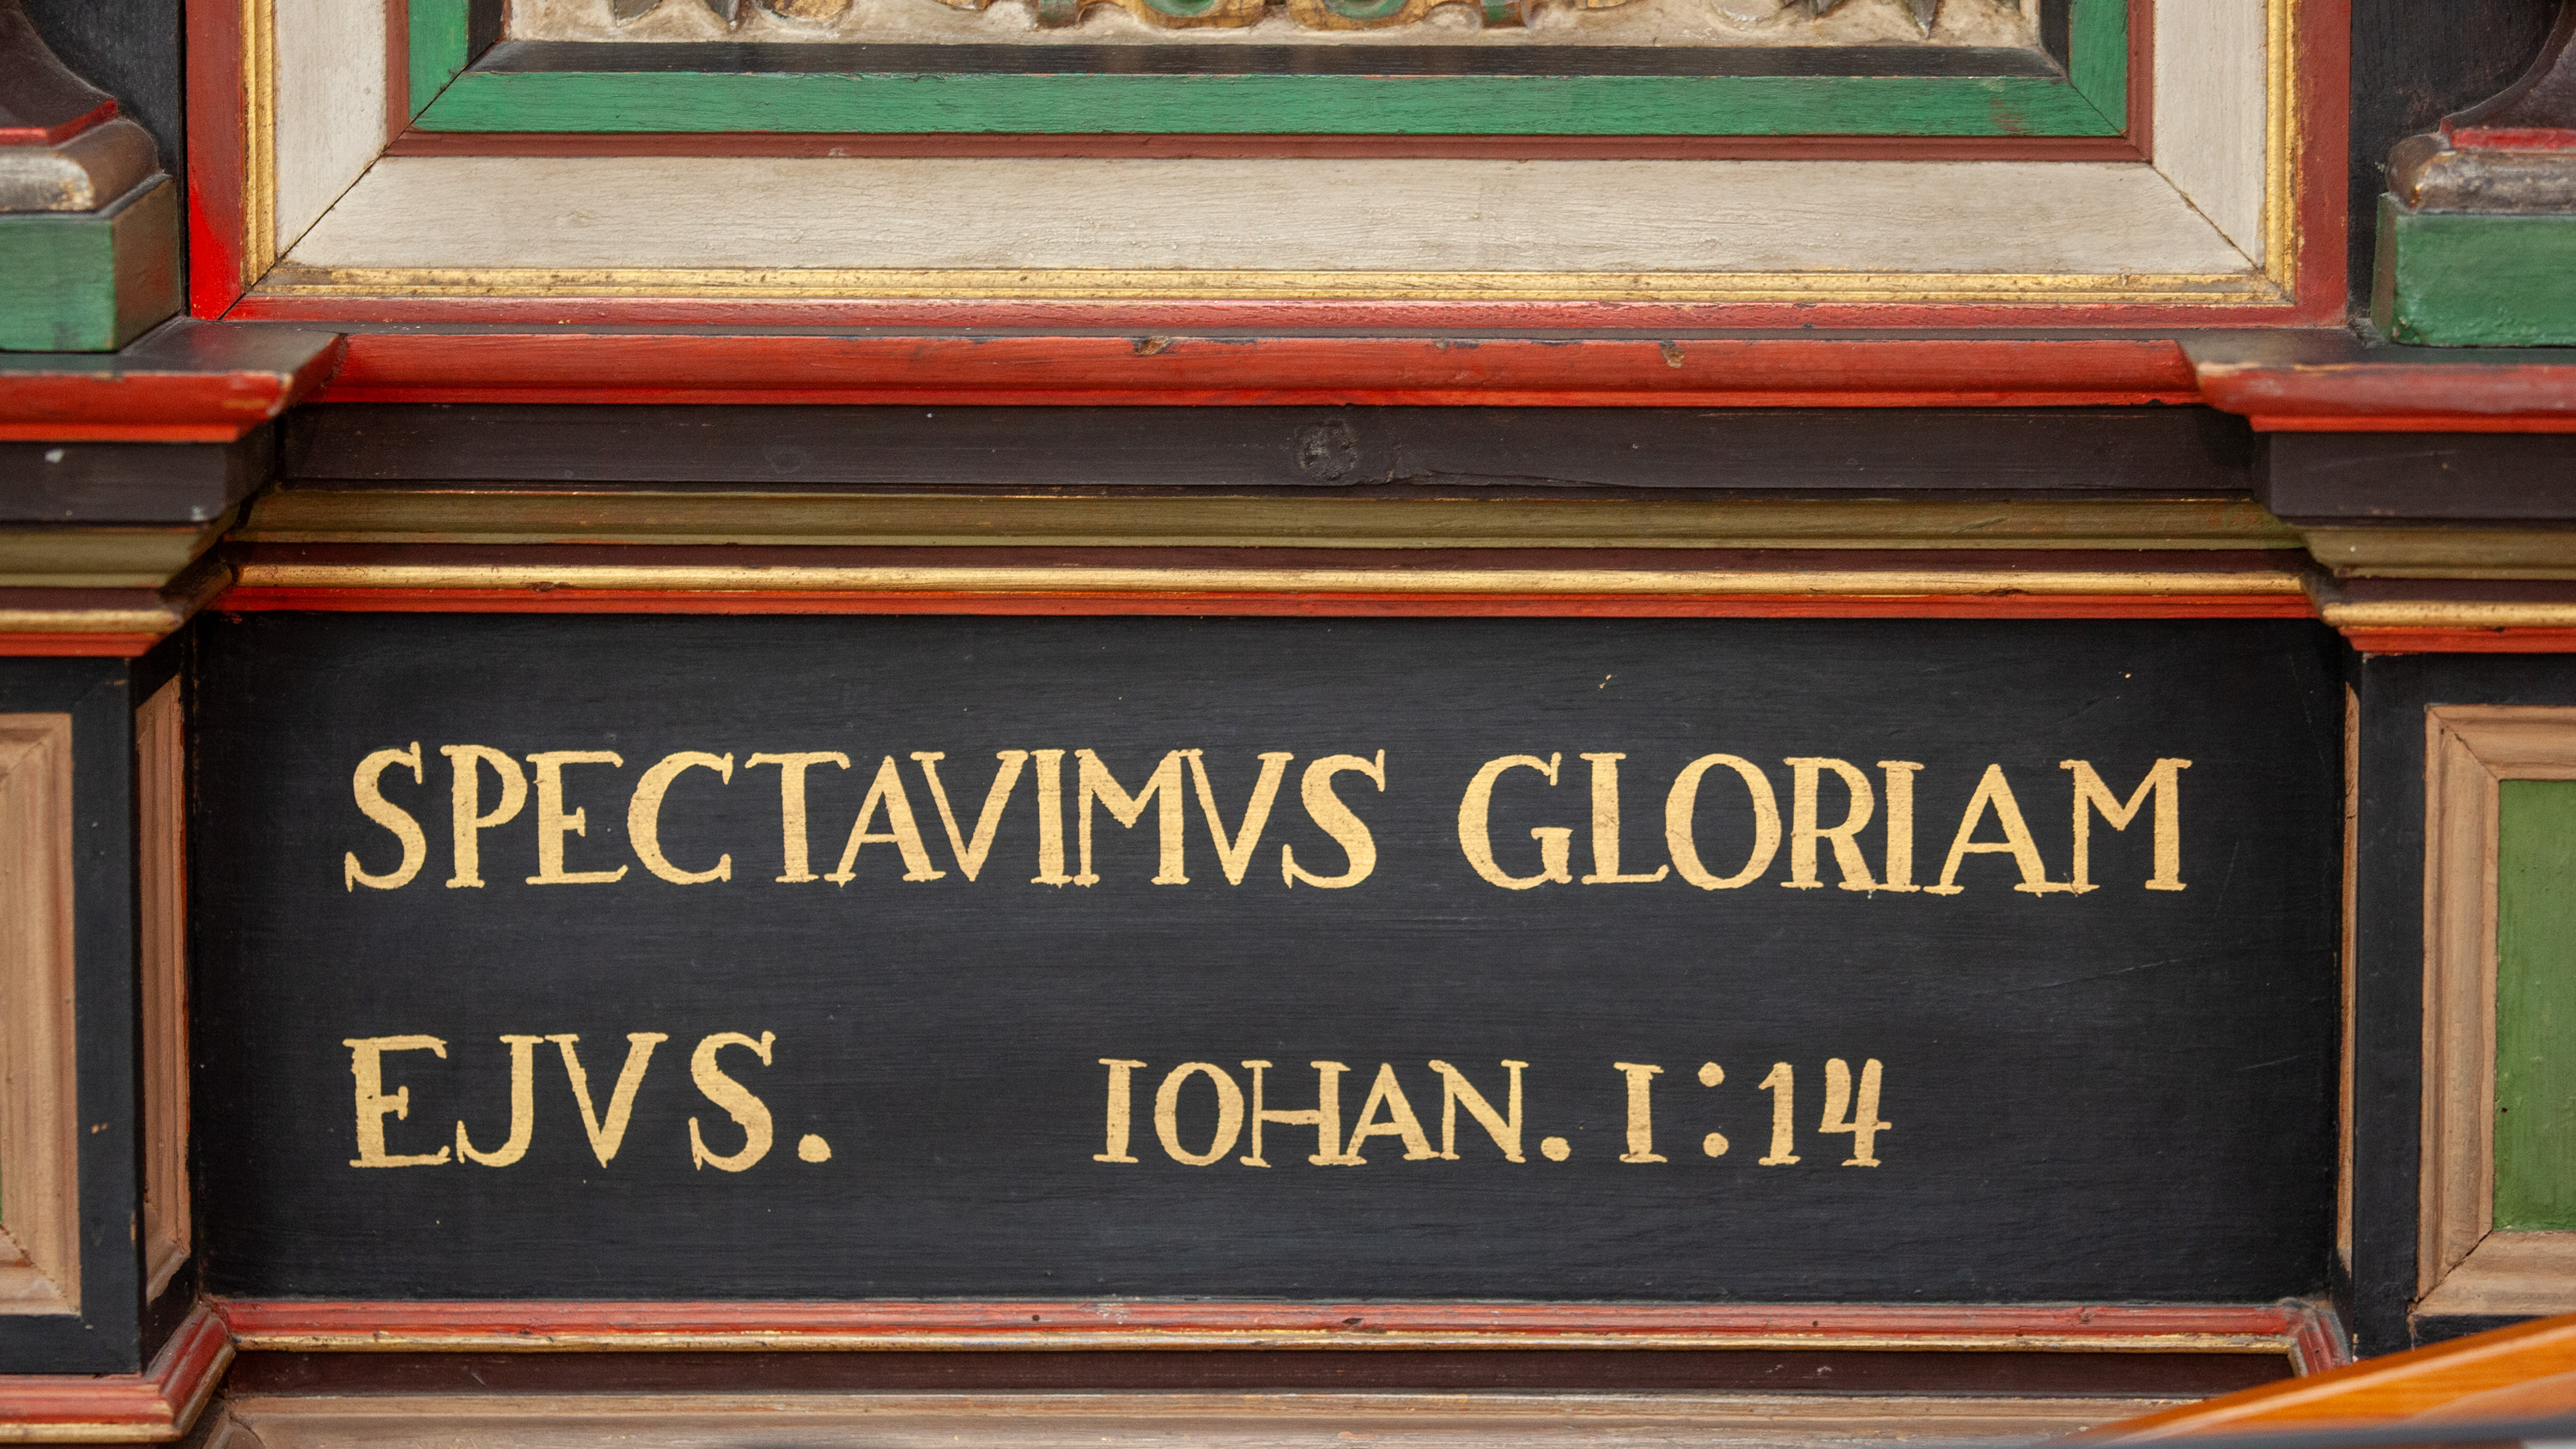 SPECTAVIMVS GLORIAM
EJVS. IOHAN. I:14